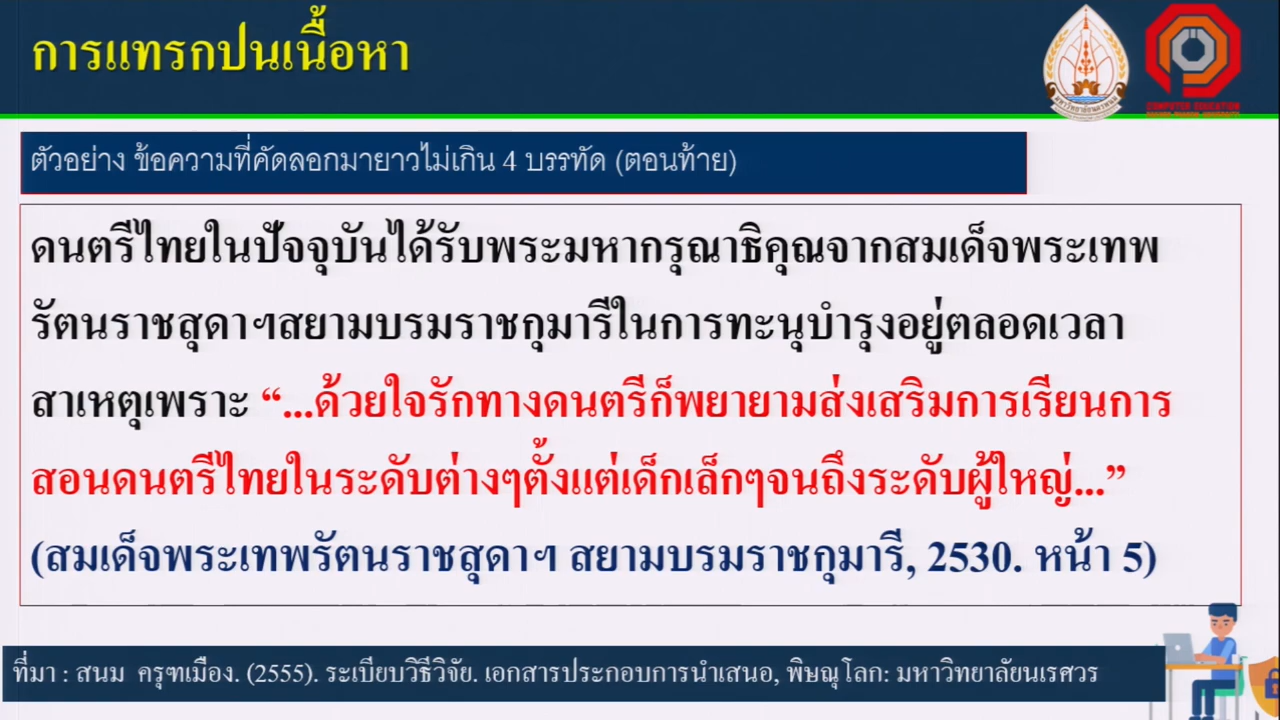 การแทรกปนเนื้อหา
มหาวิทยาลัยนครพนม
COMPUTER EDUCATION
ตัวอย่าง ข้อความที่คัดลอกมายาวไม่เกิน 4 บรรทัด (ตอนท้าย)
ดนตรีไทยในปัจจุบันได้รับพระมหากรุณาธิคุณจากสมเด็จพระเทพ
รัตนราชสุดาฯสยามบรมราชกุมารีในการทะนุบำรุงอยู่ตลอดเวลา
สาเหตุเพราะ “...ด้วยใจรักทางดนตรีก็พยายามส่งเสริมการเรียนการ
สอนดนตรีไทยในระดับต่างๆตั้งแต่เด็กเล็กๆจนถึงระดับผู้ใหญ่...”
(สมเด็จพระเทพรัตนราชสุดาฯ สยามบรมราชกุมารี, 2530. หน้า 5)
ที่มา : สนม ครุฑเมือง. (2555). ระเบียบวิธีวิจัย. เอกสารประกอบการนำเสนอ, พิษณุโลก: มหาวิทยาลัยนเรศวร